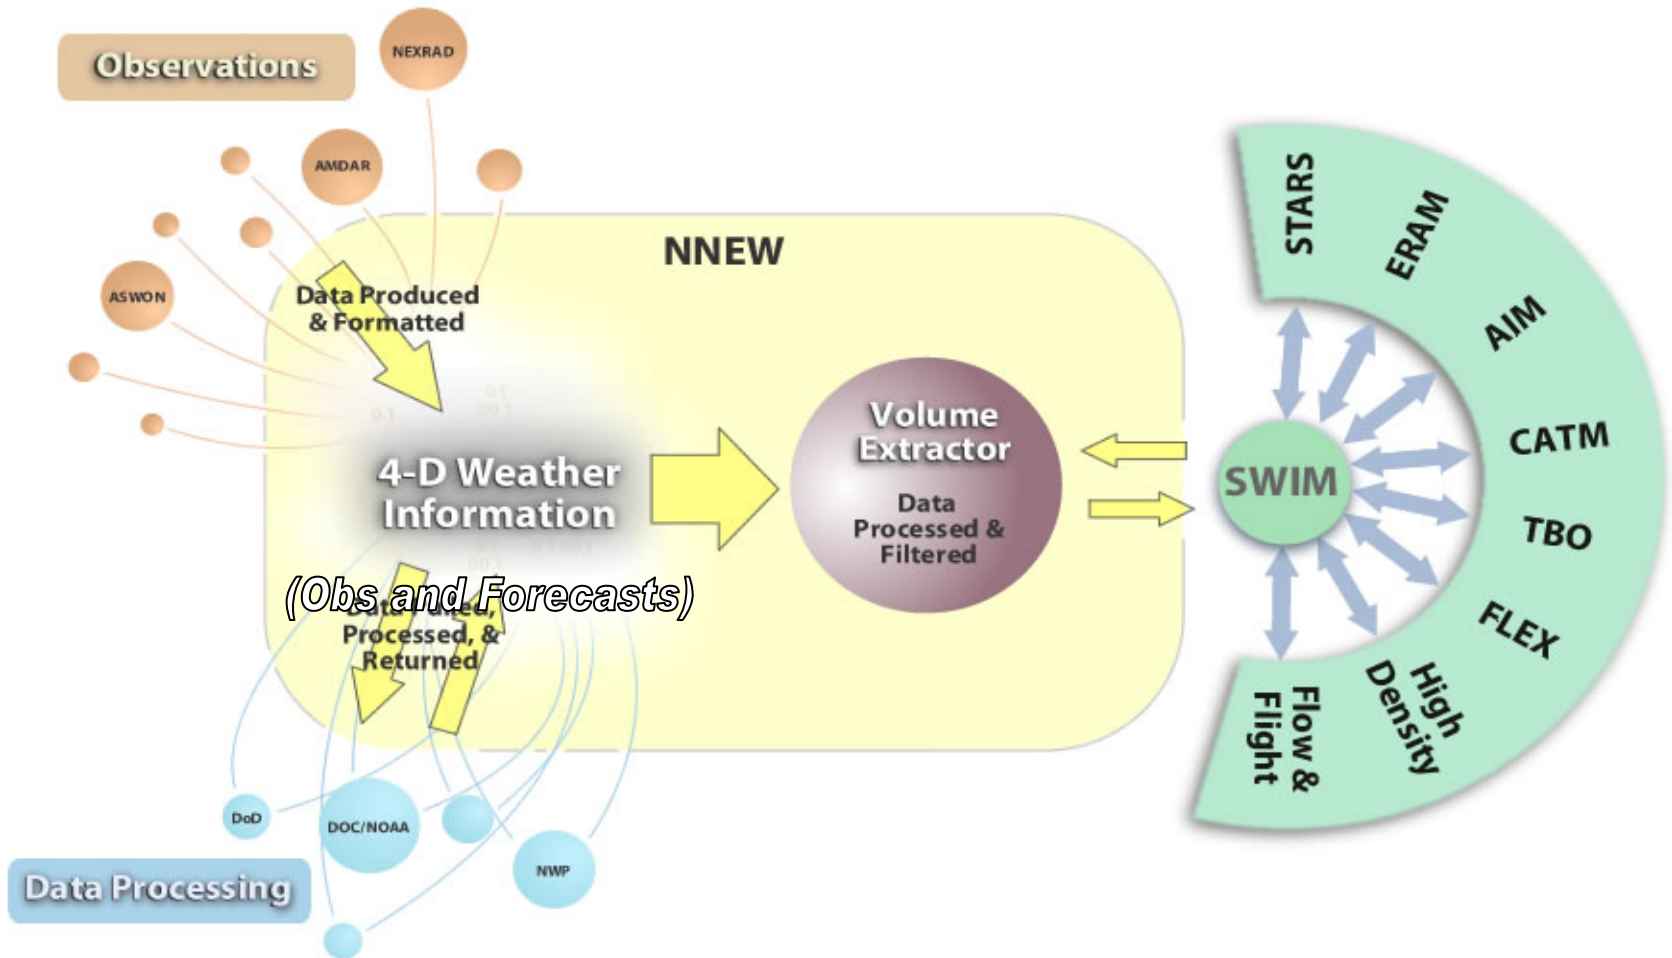 Observations
NEXRAD
AMDAR
ASWON
NNEW
Data Produced
& Formatted
4-D Weather
Information
(Obs and Forecasts)
Processed, &
Returned
Volume
Extractor
Data
Processed &
Filtered
SWIM
STARS
ERAM
AIM
CATM
TBO
FLEX
High
Density
Flow &
Flight
DoD
DOC/NOAA
NWP
Data Processing